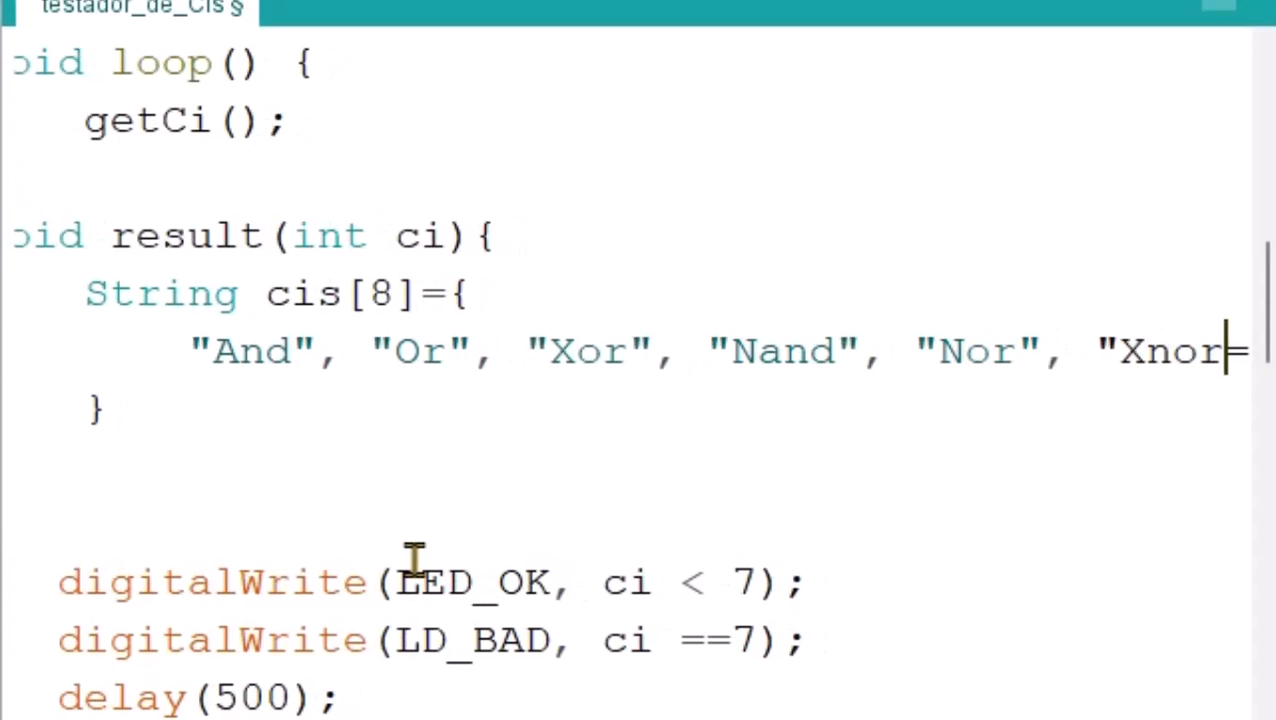 testador_de_Cis §
oid loop() {
getCi();
oid result(int ci){
String cis[8]={
"And", "Or", "Xor", "Nand", "Nor", "Xnor=
}
digitalWrite(LED_OK, ci < 7);
digitalWrite(LD_BAD, ci ==7);
delay(500);